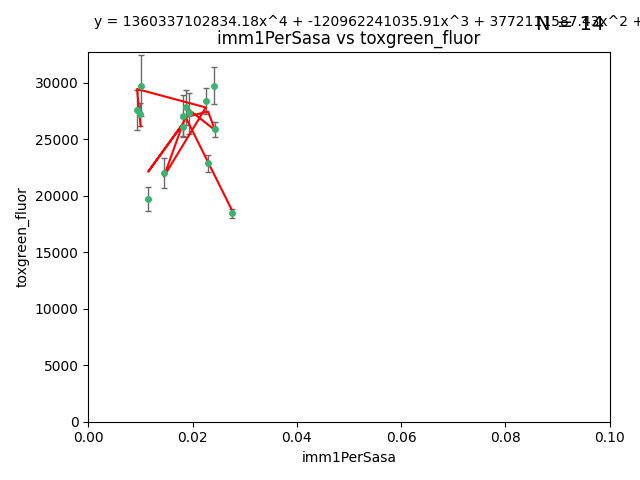 y = 1360337102834.18x^4 + -120962241035.91x^3 + 
N = 14
imm1PerSasa vs toxgreen_fluor
30000
25000
20000
15000
10000
5000
0
toxgreen_fluor
0.00 0.02 0.04 0.06 0.08 0.10
imm1PerSasa